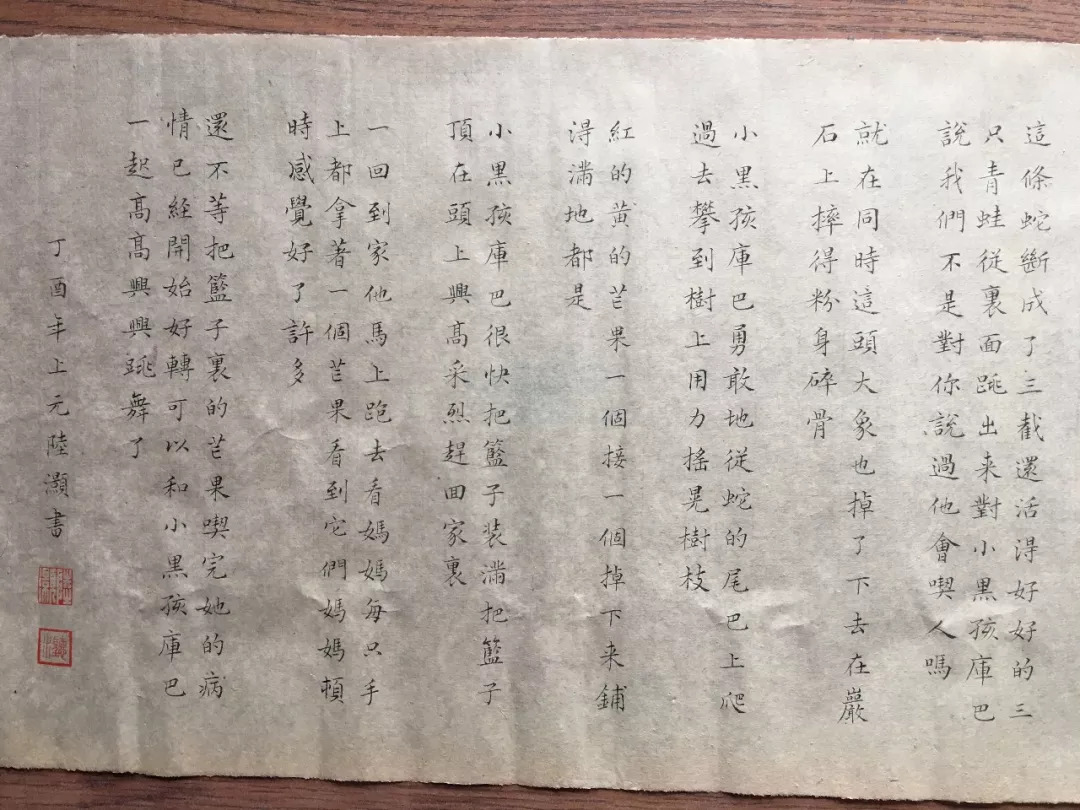 這條蛇斷成了三截還活得好好的三
只青蛙從裏面跳出来對小黑孩庫巴
說我們不是對你說過他會喫人嗎
就在同時這頭大象也掉了下去在巖
石上摔得粉身碎骨
小黑孩庫巴勇敢地從蛇的尾巴上爬
過去攀到樹上用力搖晃樹枝
紅的黄的芒果一個接一個掉下来鋪
得滿地都是
小黑孩庫巴很快把籃子装滿把籃子
頂在頭上興髙采烈趕回家裏
一回到家他馬上跑去看媽媽每只手
上都拿著一個芒果看到它們媽媽頓
時感覺好了許多
還不等把籃子裏的芒果喫完她的病
情已經開始好轉可以和小黑孩庫巴
一起髙髙興興跳舞了
丁酉年上元陸灝書